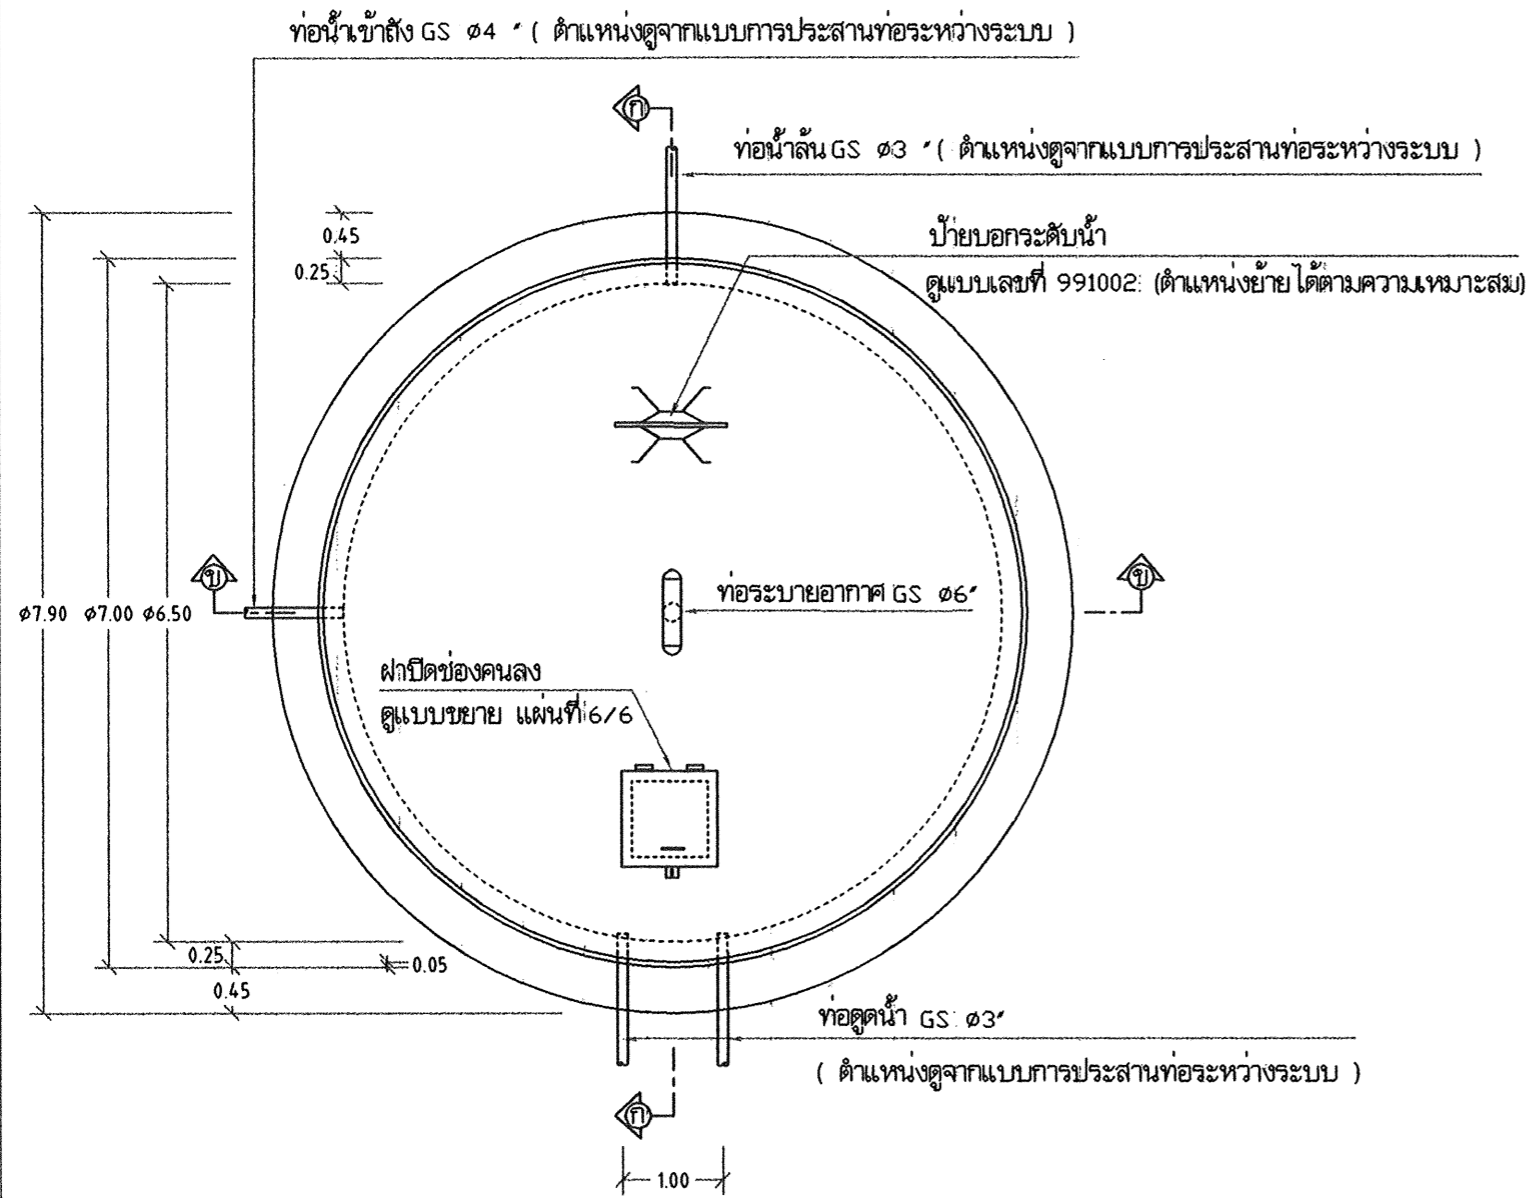 ท่อน้ำเข้าถัง GS ø4 " ( ตำแหน่งดูจากแบบการประสานท่อระหว่างระบบ )
ก
ท่อน้ำล้น GS ø3 " ( ตำแหน่งดูจากแบบการประสานท่อระหว่างระบบ )
0.45
ป้ายบอกระดับน้ำ
0.25
ดูแบบเลขที่ 991002 (ตำแหน่งย้ายได้ตามความเหมาะสม)
ข
ข
ø7.90 ø7.00 ø6.50
ท่อระบายอากาศ GS ø6"
ฝาปิดช่องคนลง
ดูแบบขยาย แผ่นที่ 6/6
0.25
0.05
0.45
ท่อดูดน้ำ GS ø3"
( ตำแหน่งดูจากแบบการประสานท่อระหว่างระบบ )
ก
1.00